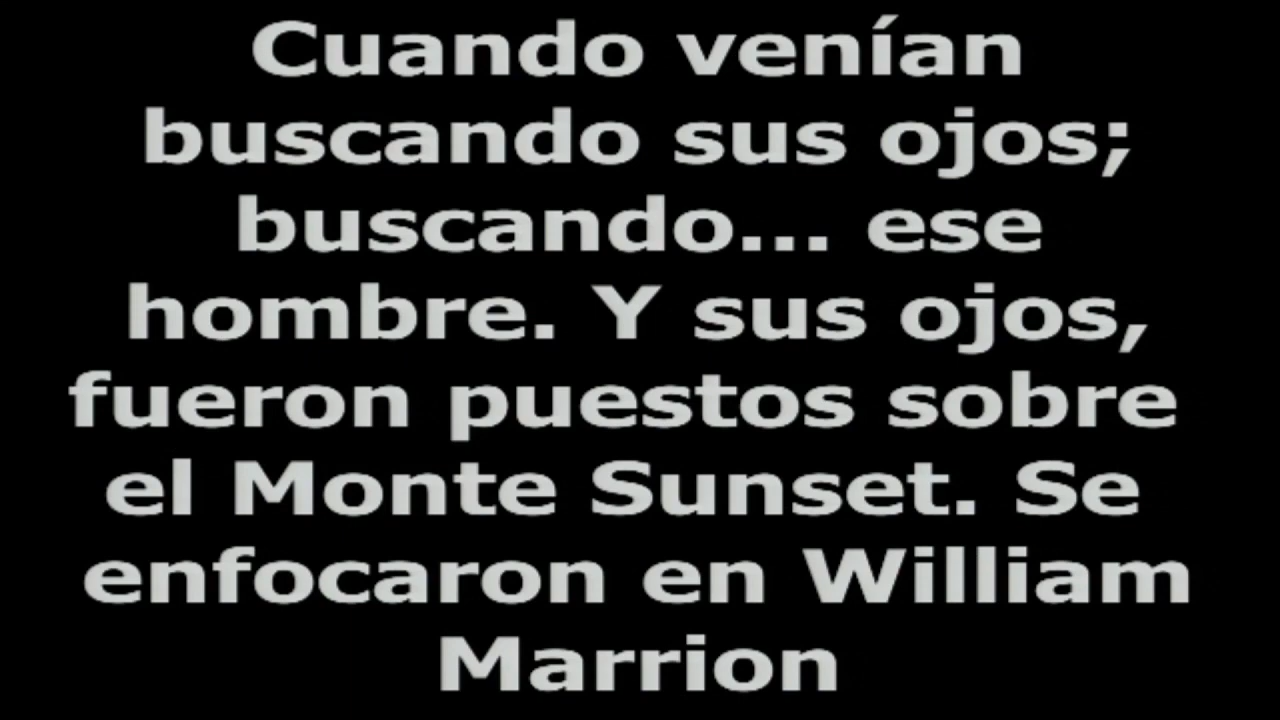 Cuando venían
buscando sus ojos;
buscando... ese
hombre. Y sus ojos,
fueron puestos sobre
el Monte Sunset. Se
enfocaron en William
Marrion